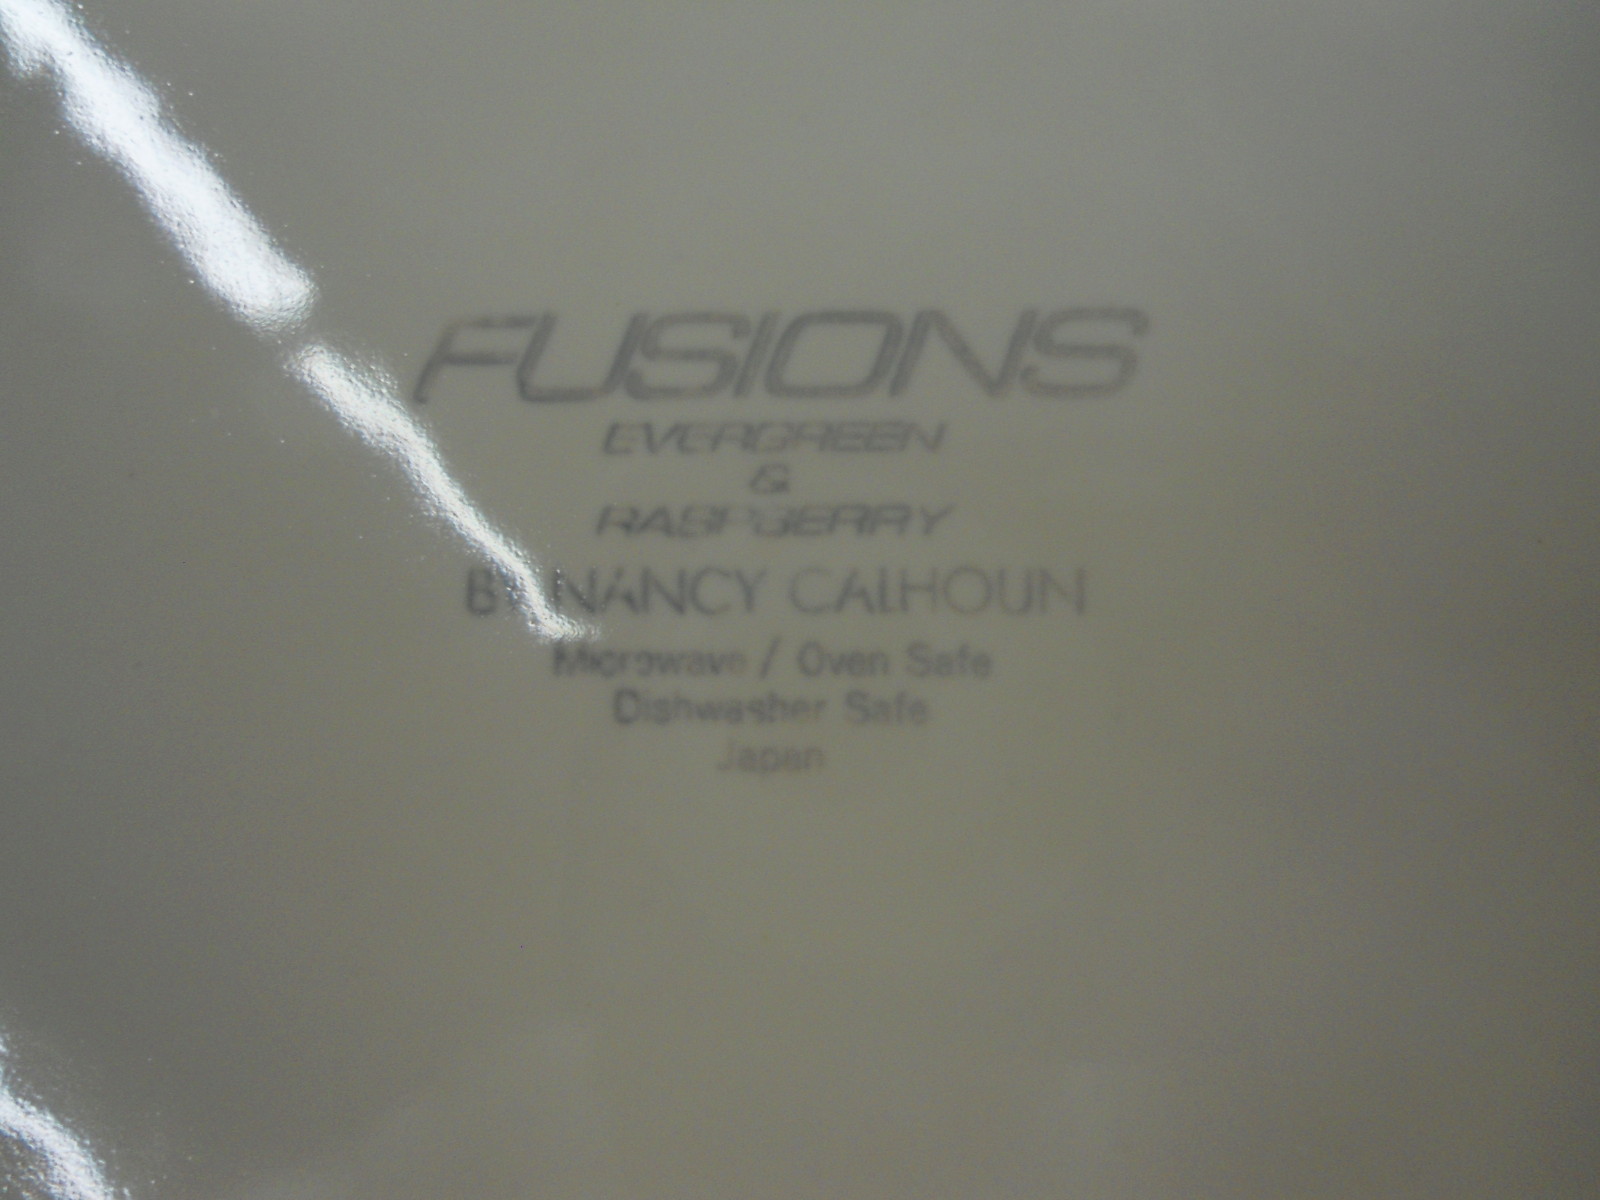 FUSIONS
EVERGREEN
&
RASPBERRY
BY NANCY CALHOUN
Microwave / Oven Safe
Dishwasher Safe
Japan